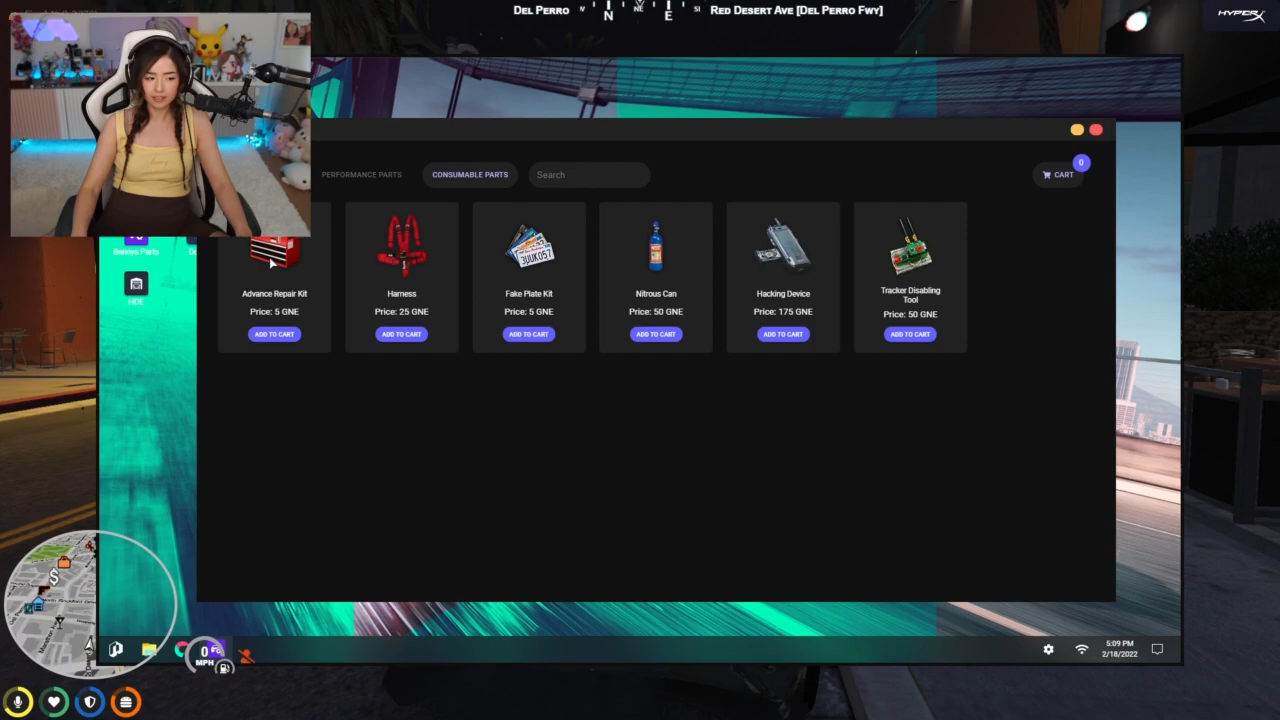 DEL PERRO N NE E RED DESERT AVE [DEL PERRO FWY]
HYPERX
PERFORMANCE PARTS
CONSUMABLE PARTS
Search
0
CART
Bennys Parts
HOE
Advance Repair Kit
Price: 5 GNE
ADD TO CART
Harness
Price: 25 GNE
ADD TO CART
Fake Plate Kit
Price: 5 GNE
ADD TO CART
Nitrous Can
Price: 50 GNE
ADD TO CART
Hacking Device
Price: 175 GNE
ADD TO CART
Tracker Disabling
Tool
Price: 50 GNE
ADD TO CART
0
MPH
5:09 PM
2/18/2022